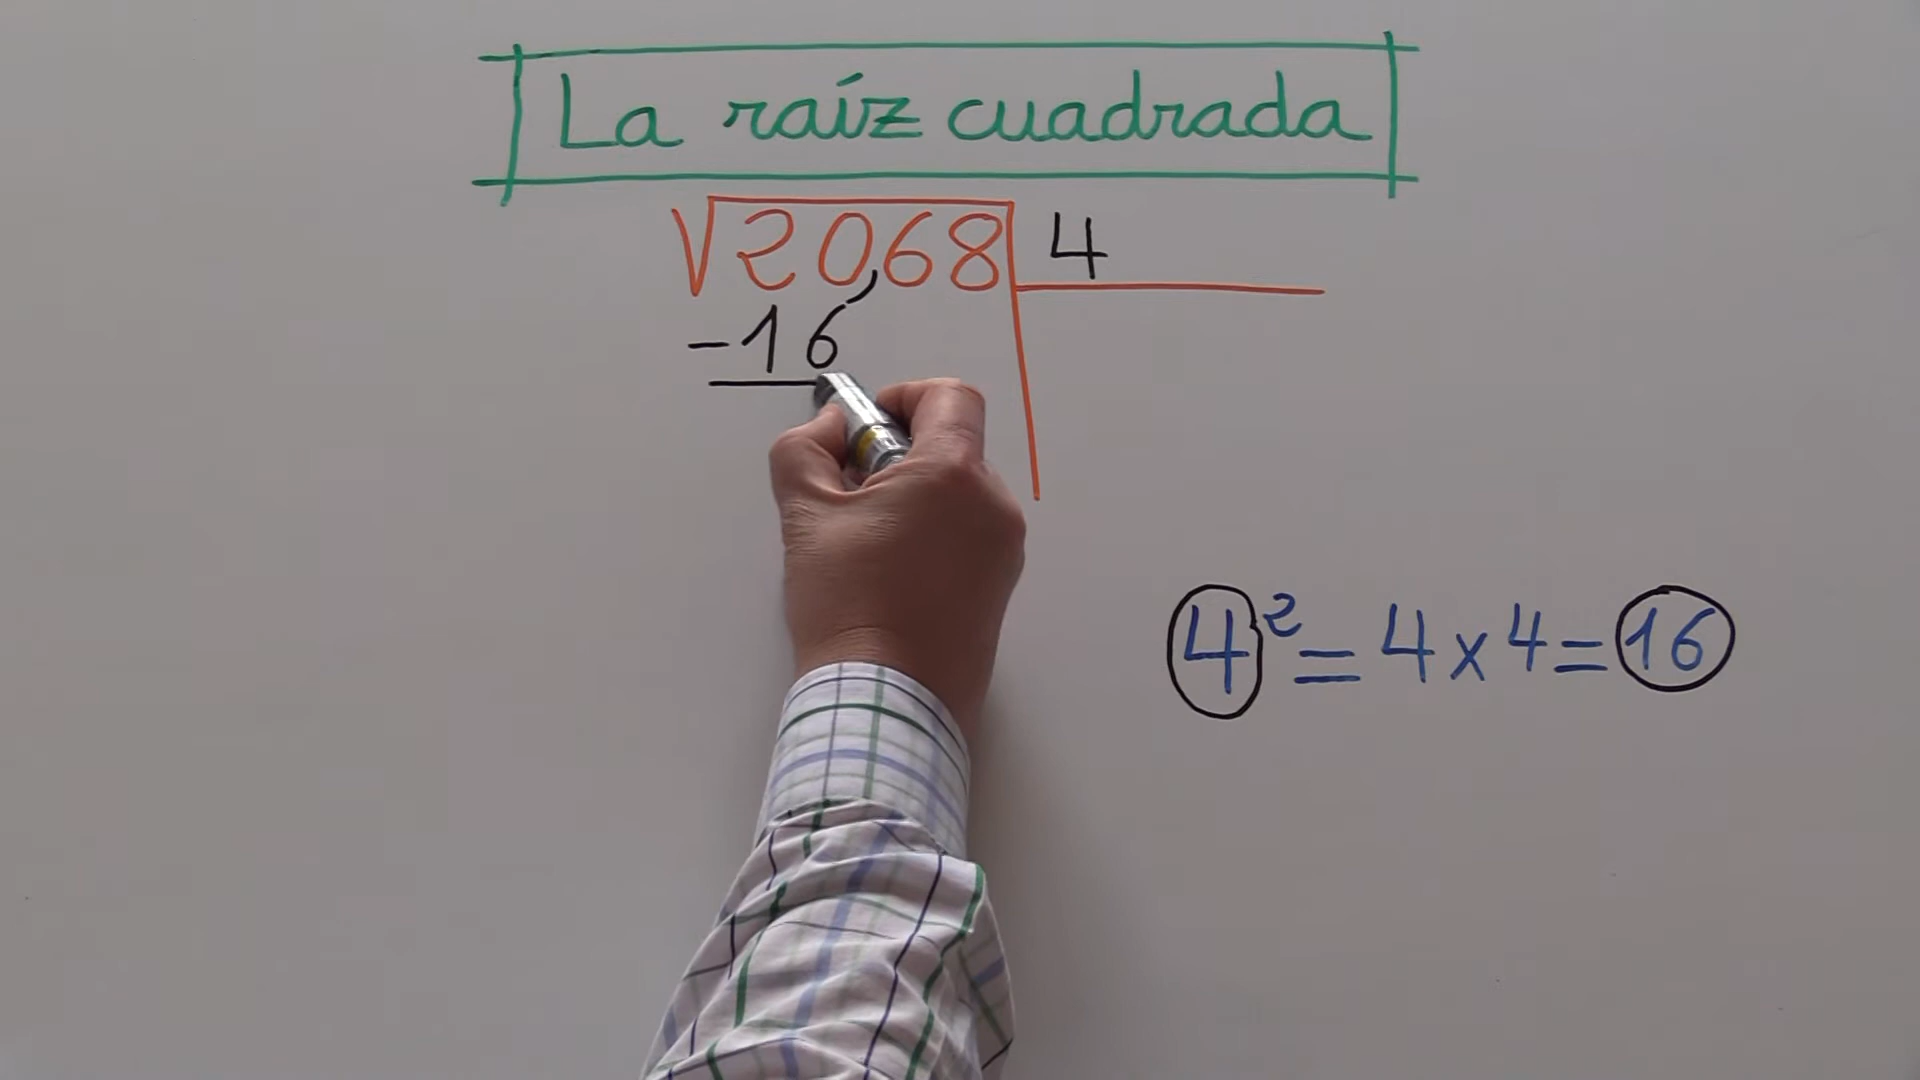 La raíz cuadrada
√20,68 4
-16
4² = 4 x 4 = 16